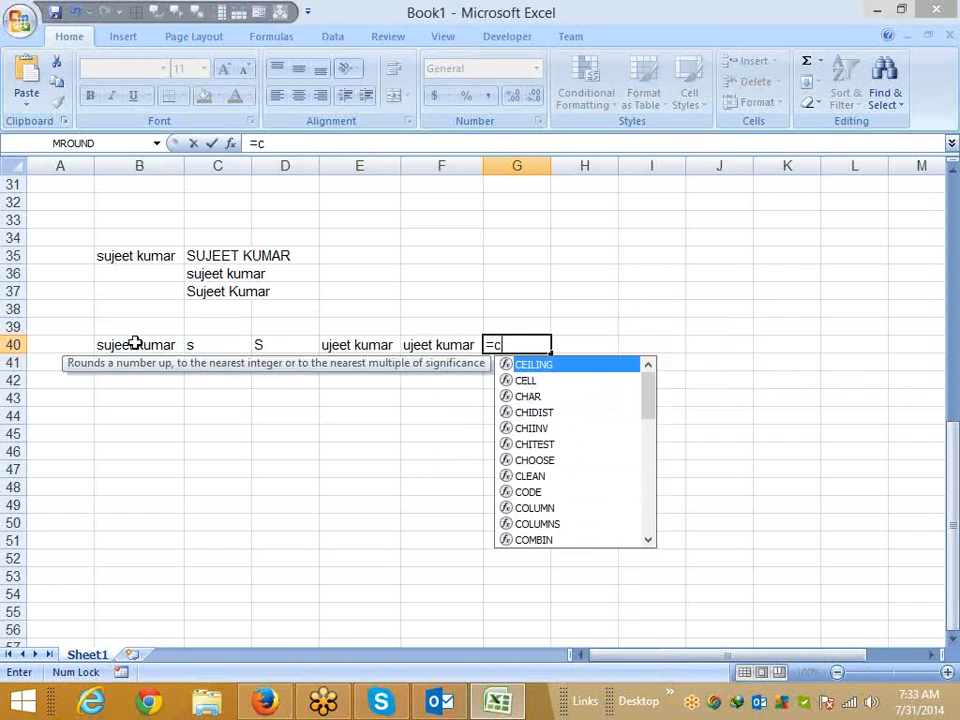 Book1 - Microsoft Excel
Home Insert Page Layout Formulas Data Review View Developer Team
Paste
11
General
Conditional Formatting
Format as Table
Cell Styles
Insert
Delete
Format
Sort & Filter
Find & Select
Clipboard Font Alignment Number Styles Cells Editing
MROUND =c
A B C D E F G H I J K L M
31
32
33
34
35 sujeet kumar SUJEET KUMAR
36 sujeet kumar
37 Sujeet Kumar
38
39
40 sujeet kumar s S ujeet kumar ujeet kumar =c
41 Rounds a number up, to the nearest integer or to the nearest multiple of significance CEILING
42 CELL
43 CHAR
44 CHIDIST
45 CHIINV
46 CHITEST
47 CHOOSE
48 CLEAN
49 CODE
50 COLUMN
51 COLUMNS
52 COMBIN
53
54
55
56
57
Sheet1
Enter Num Lock 100%
Links Desktop 7:33 AM
7/31/2014